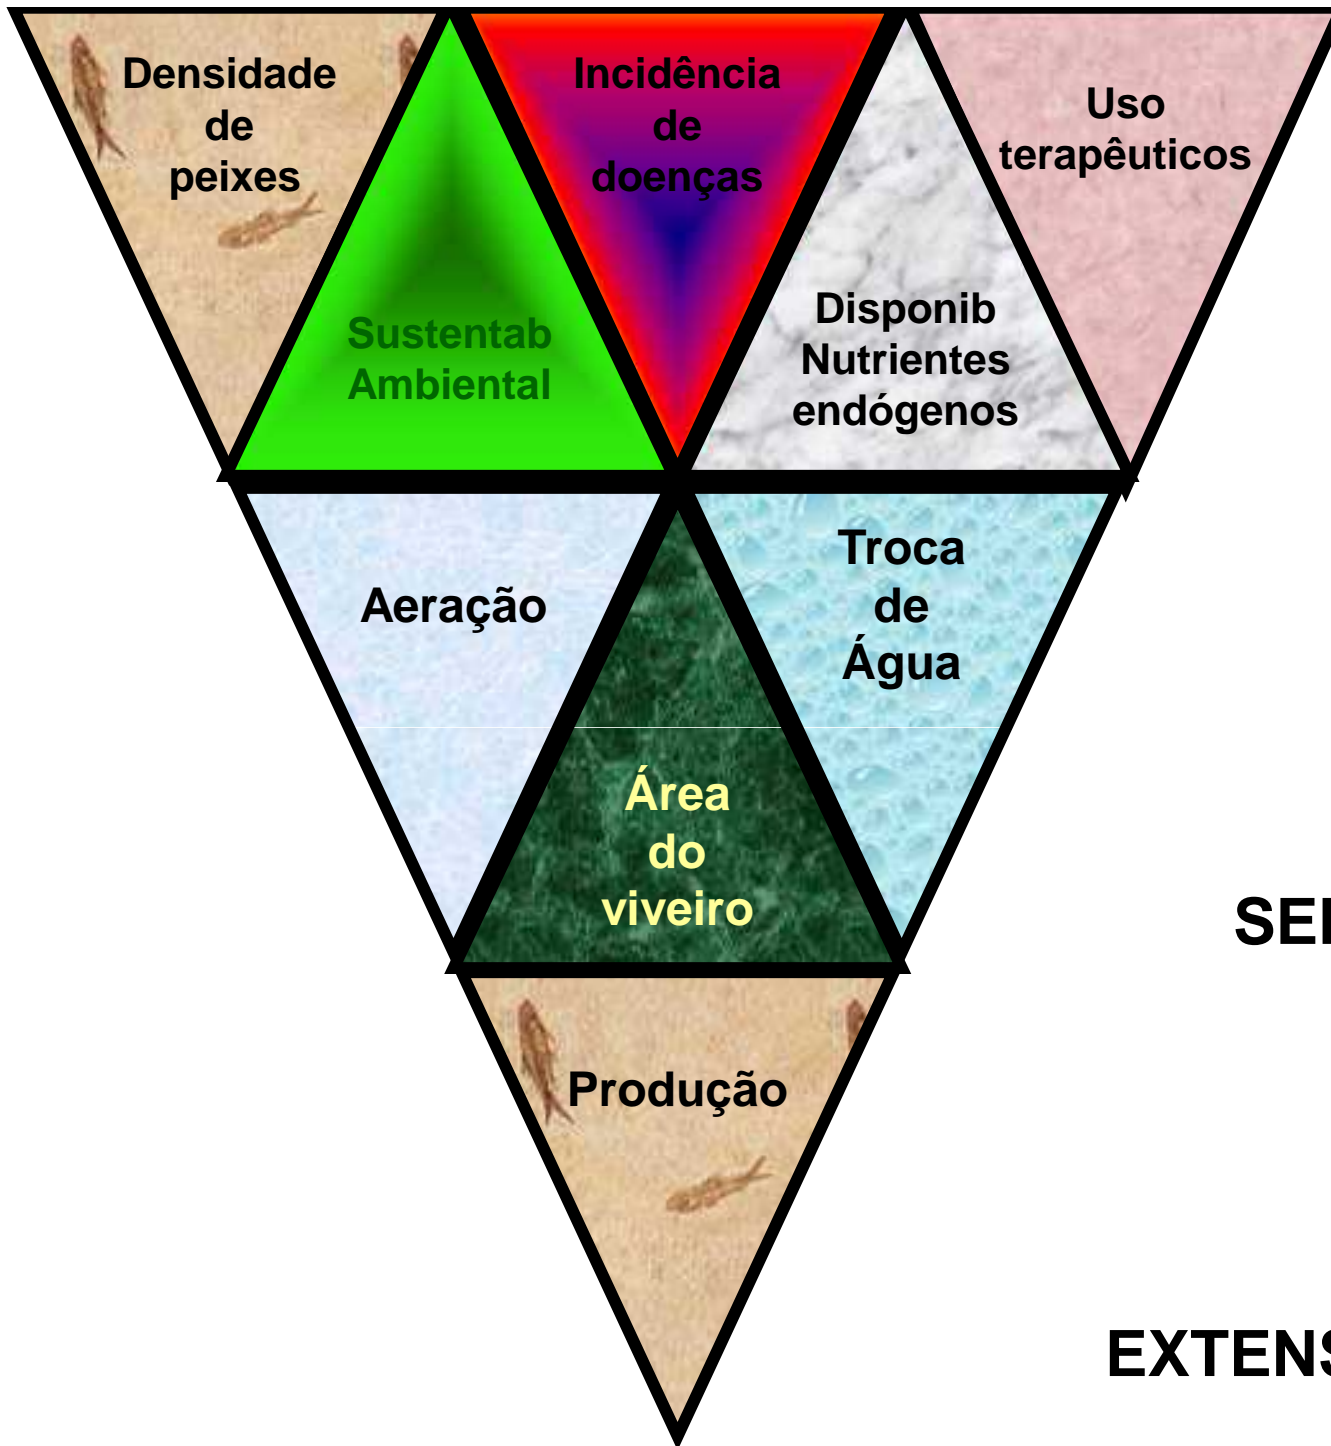 Densidade
de
peixes
Sustentab
Ambiental
Incidência
de
doenças
Disponib
Nutrientes
endógenos
Uso
terapêuticos
Aeração
Área
do
viveiro
Troca
de
Água
Produção
EXTENS